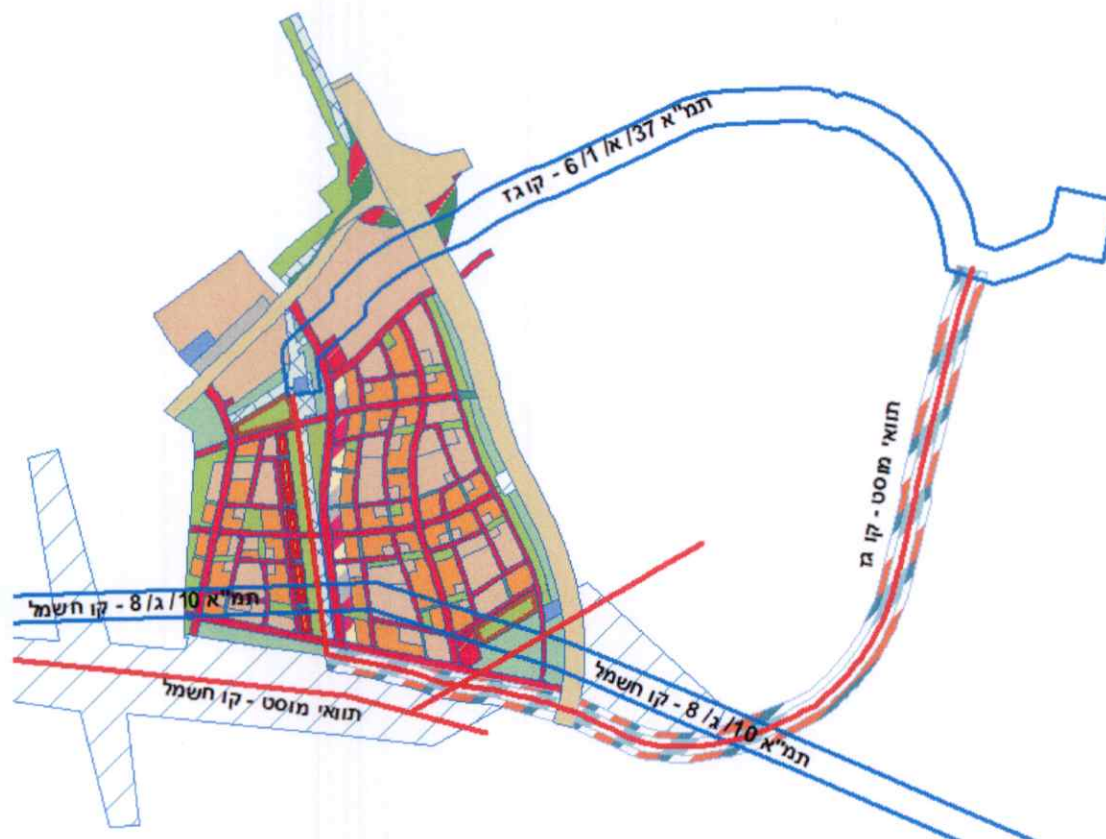 תמ"א 37/ א/ 6/1 - קו גז
תוואי מוסט - קו גז
תמ"א 10/ ג/ 8 - קו חשמל
תמ"א 10/ ג/ 8 - קו חשמל
תוואי מוסט - קו חשמל